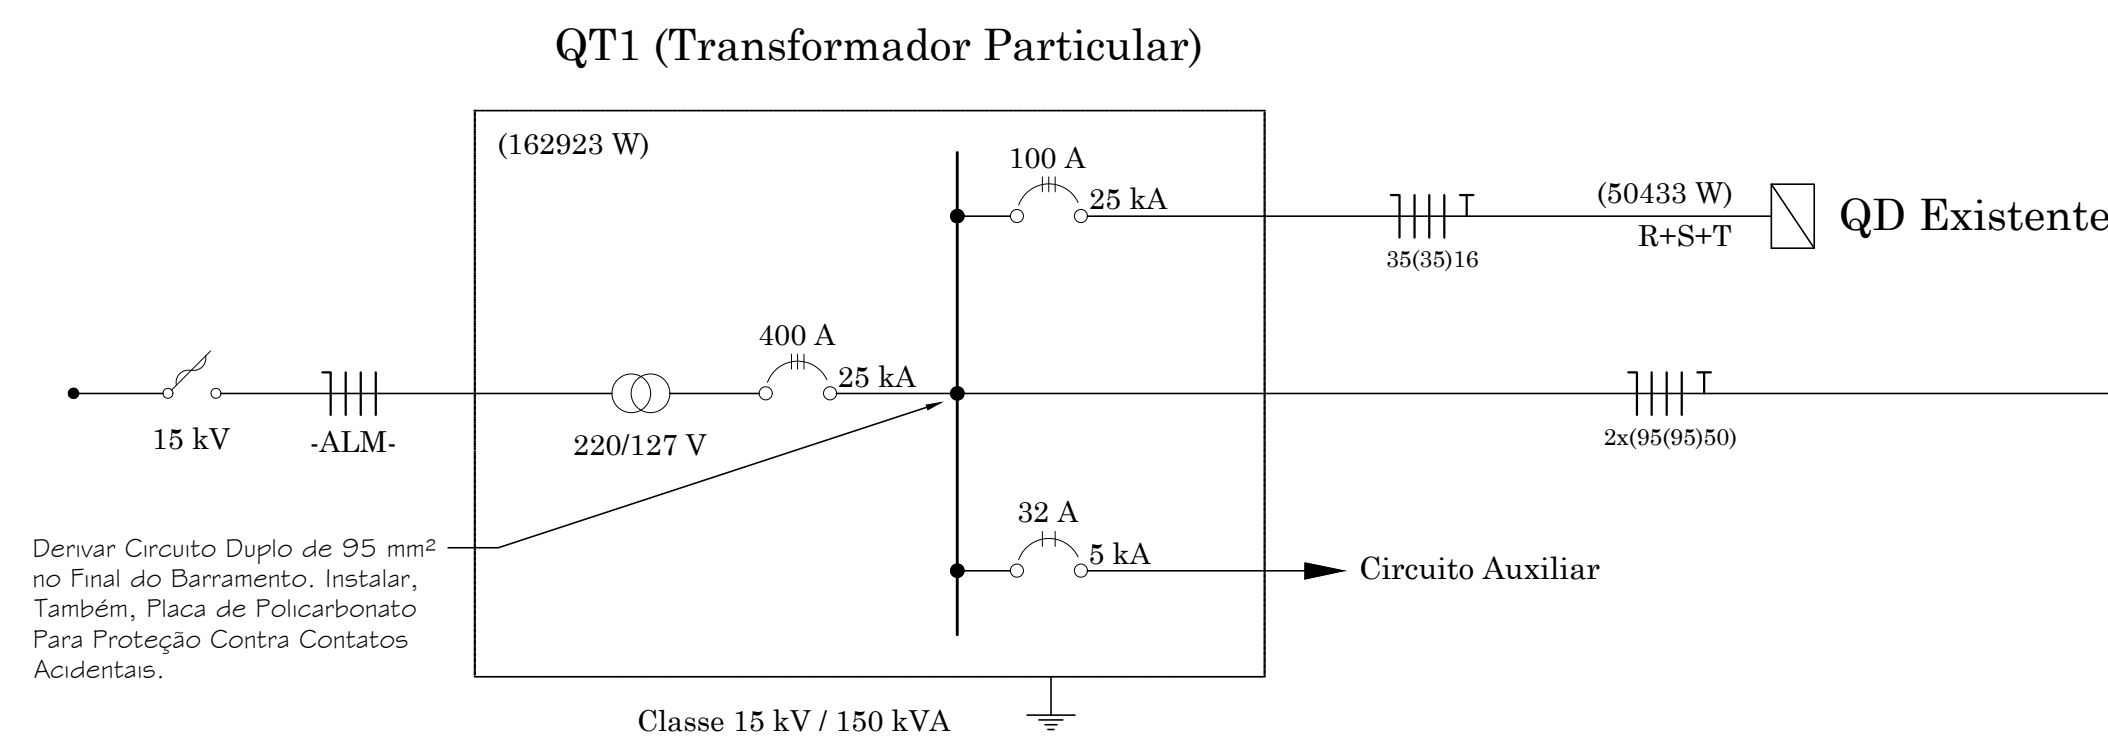 QT1 (Transformador Particular)
(162923 W)
100 A
25 kA
(50433 W)
R+S+T
35(35)16
QD Existente
400 A
25 kA
15 kV
-ALM-
220/127 V
2x(95(95)50)
32 A
5 kA
Circuito Auxiliar
Derivar Circuito Duplo de 95 mm²
no Final do Barramento. Instalar,
Também, Placa de Policarbonato
Para Proteção Contra Contatos
Acidentais.
Classe 15 kV / 150 kVA